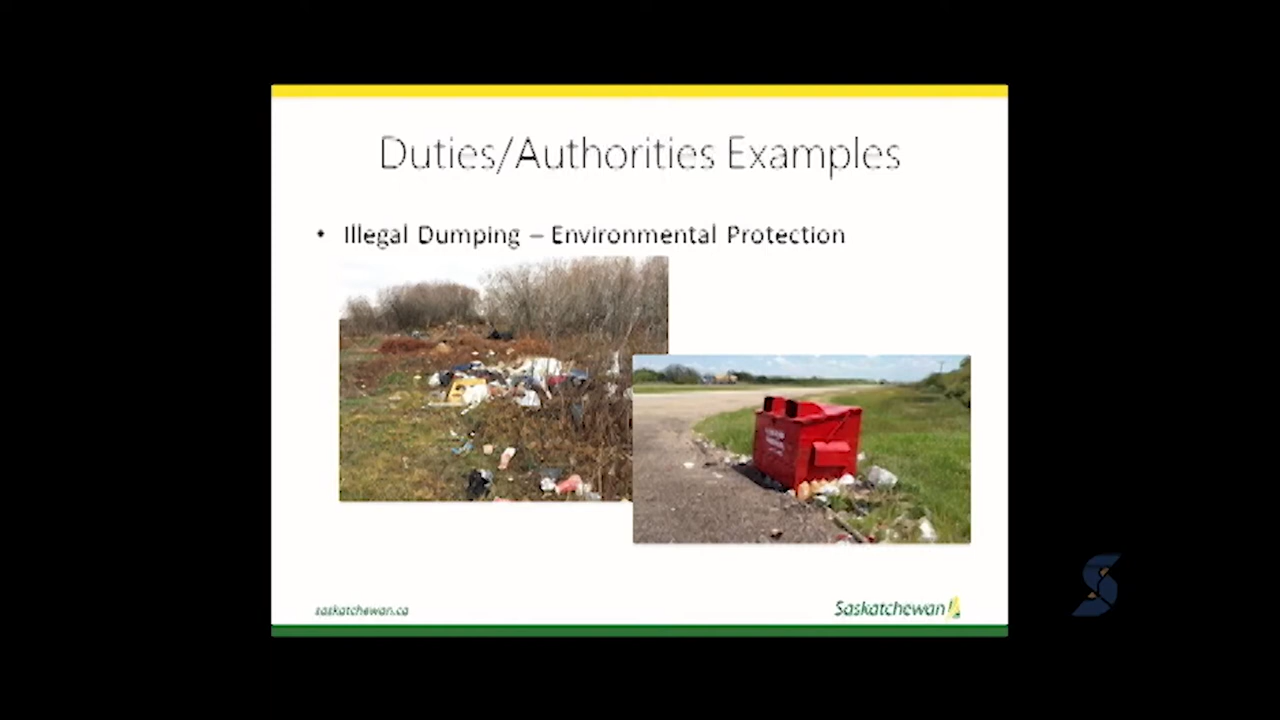 Duties/Authorities Examples
• Illegal Dumping – Environmental Protection
saskatchewan.ca
Saskatchewan